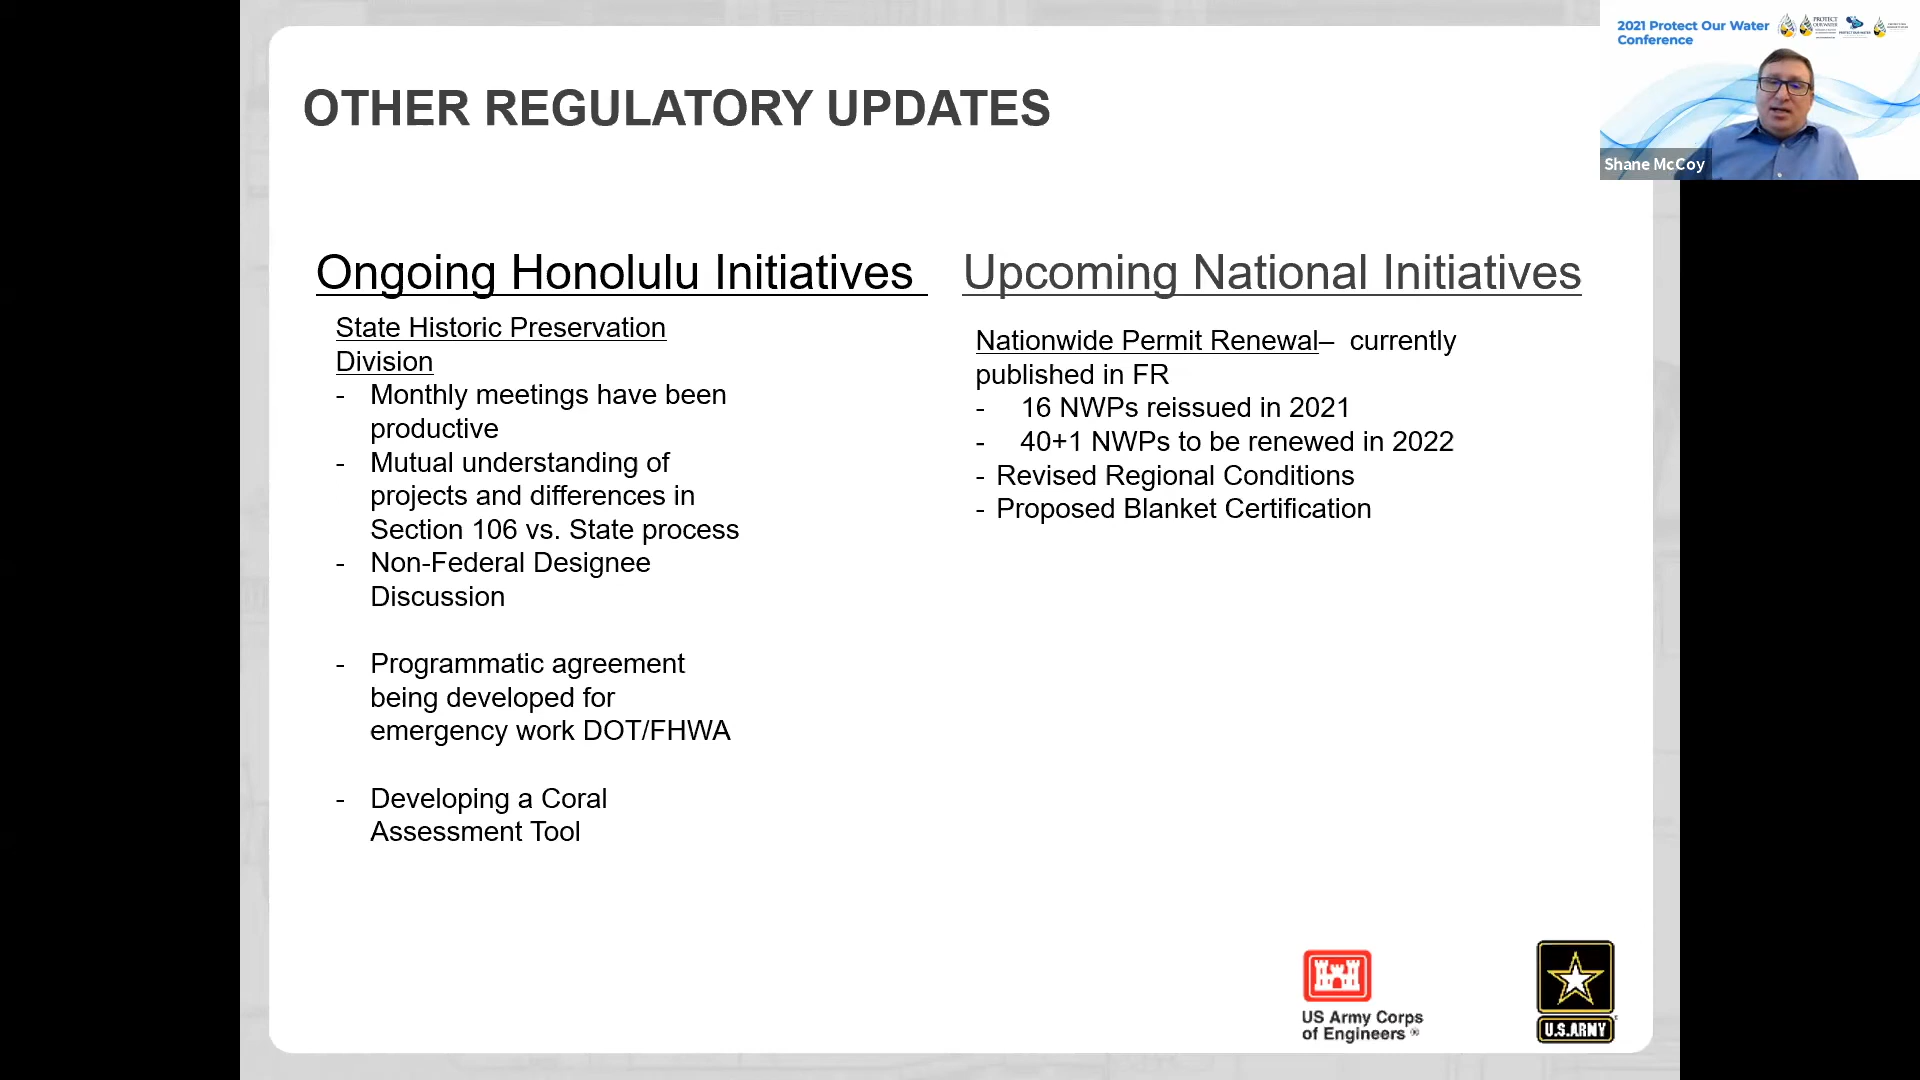 OTHER REGULATORY UPDATES
2021 Protect Our Water
Conference
Shane McCoy
Ongoing Honolulu Initiatives
State Historic Preservation
Division
- Monthly meetings have been
productive
- Mutual understanding of
projects and differences in
Section 106 vs. State process
- Non-Federal Designee
Discussion
- Programmatic agreement
being developed for
emergency work DOT/FHWA
- Developing a Coral
Assessment Tool
Upcoming National Initiatives
Nationwide Permit Renewal– currently
published in FR
- 16 NWPs reissued in 2021
- 40+1 NWPs to be renewed in 2022
- Revised Regional Conditions
- Proposed Blanket Certification
US Army Corps
of Engineers ®
U.S.ARMY